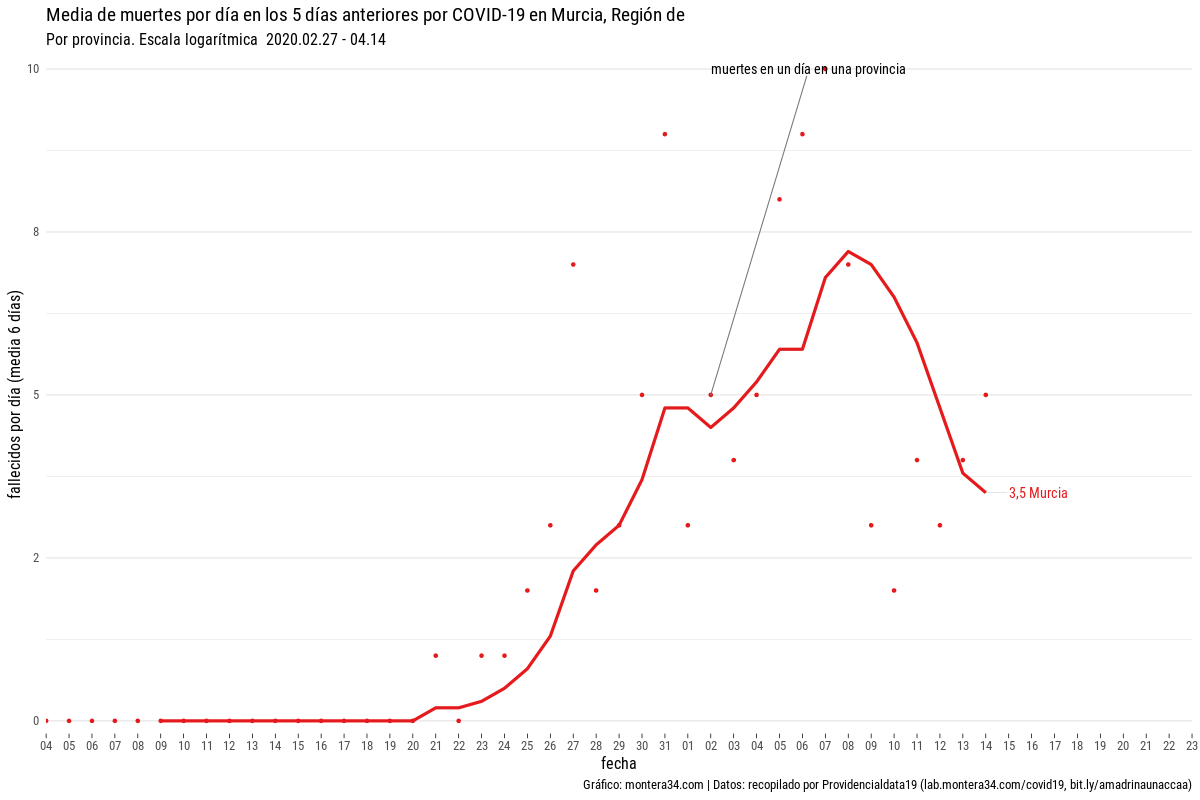 Media de muertes por día en los 5 días anteriores por COVID-19 en Murcia, Región de
Por provincia. Escala logarítmica 2020.02.27 - 04.14
10
muertes en un día en una provincia
8
5
2
0
fallecidos por día (media 6 días)
3,5 Murcia
04 05 06 07 08 09 10 11 12 13 14 15 16 17 18 19 20 21 22 23 24 25 26 27 28 29 30 31 01 02 03 04 05 06 07 08 09 10 11 12 13 14 15 16 17 18 19 20 21 22 23
fecha
Gráfico: montera34.com | Datos: recopilado por Providencialdata19 (lab.montera34.com/covid19, bit.ly/amadrinaunaccaa)